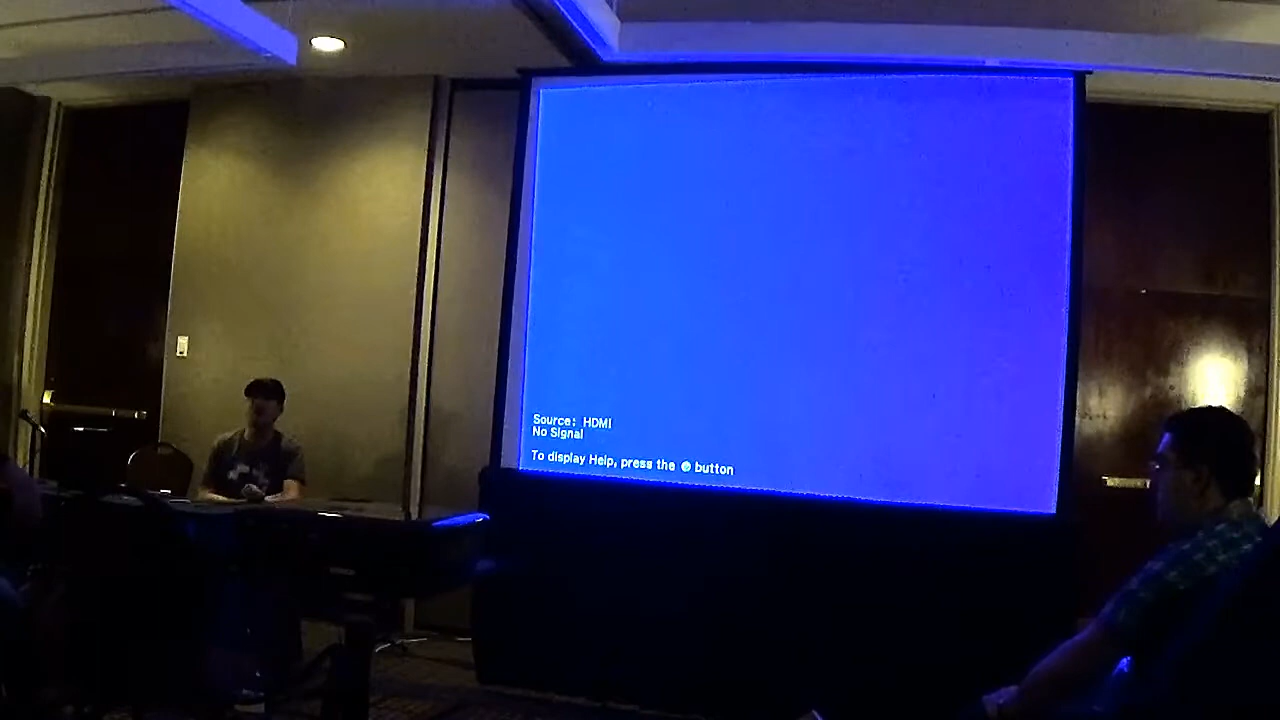 Source: HDMI
No Signal
To display Help, press the ? button